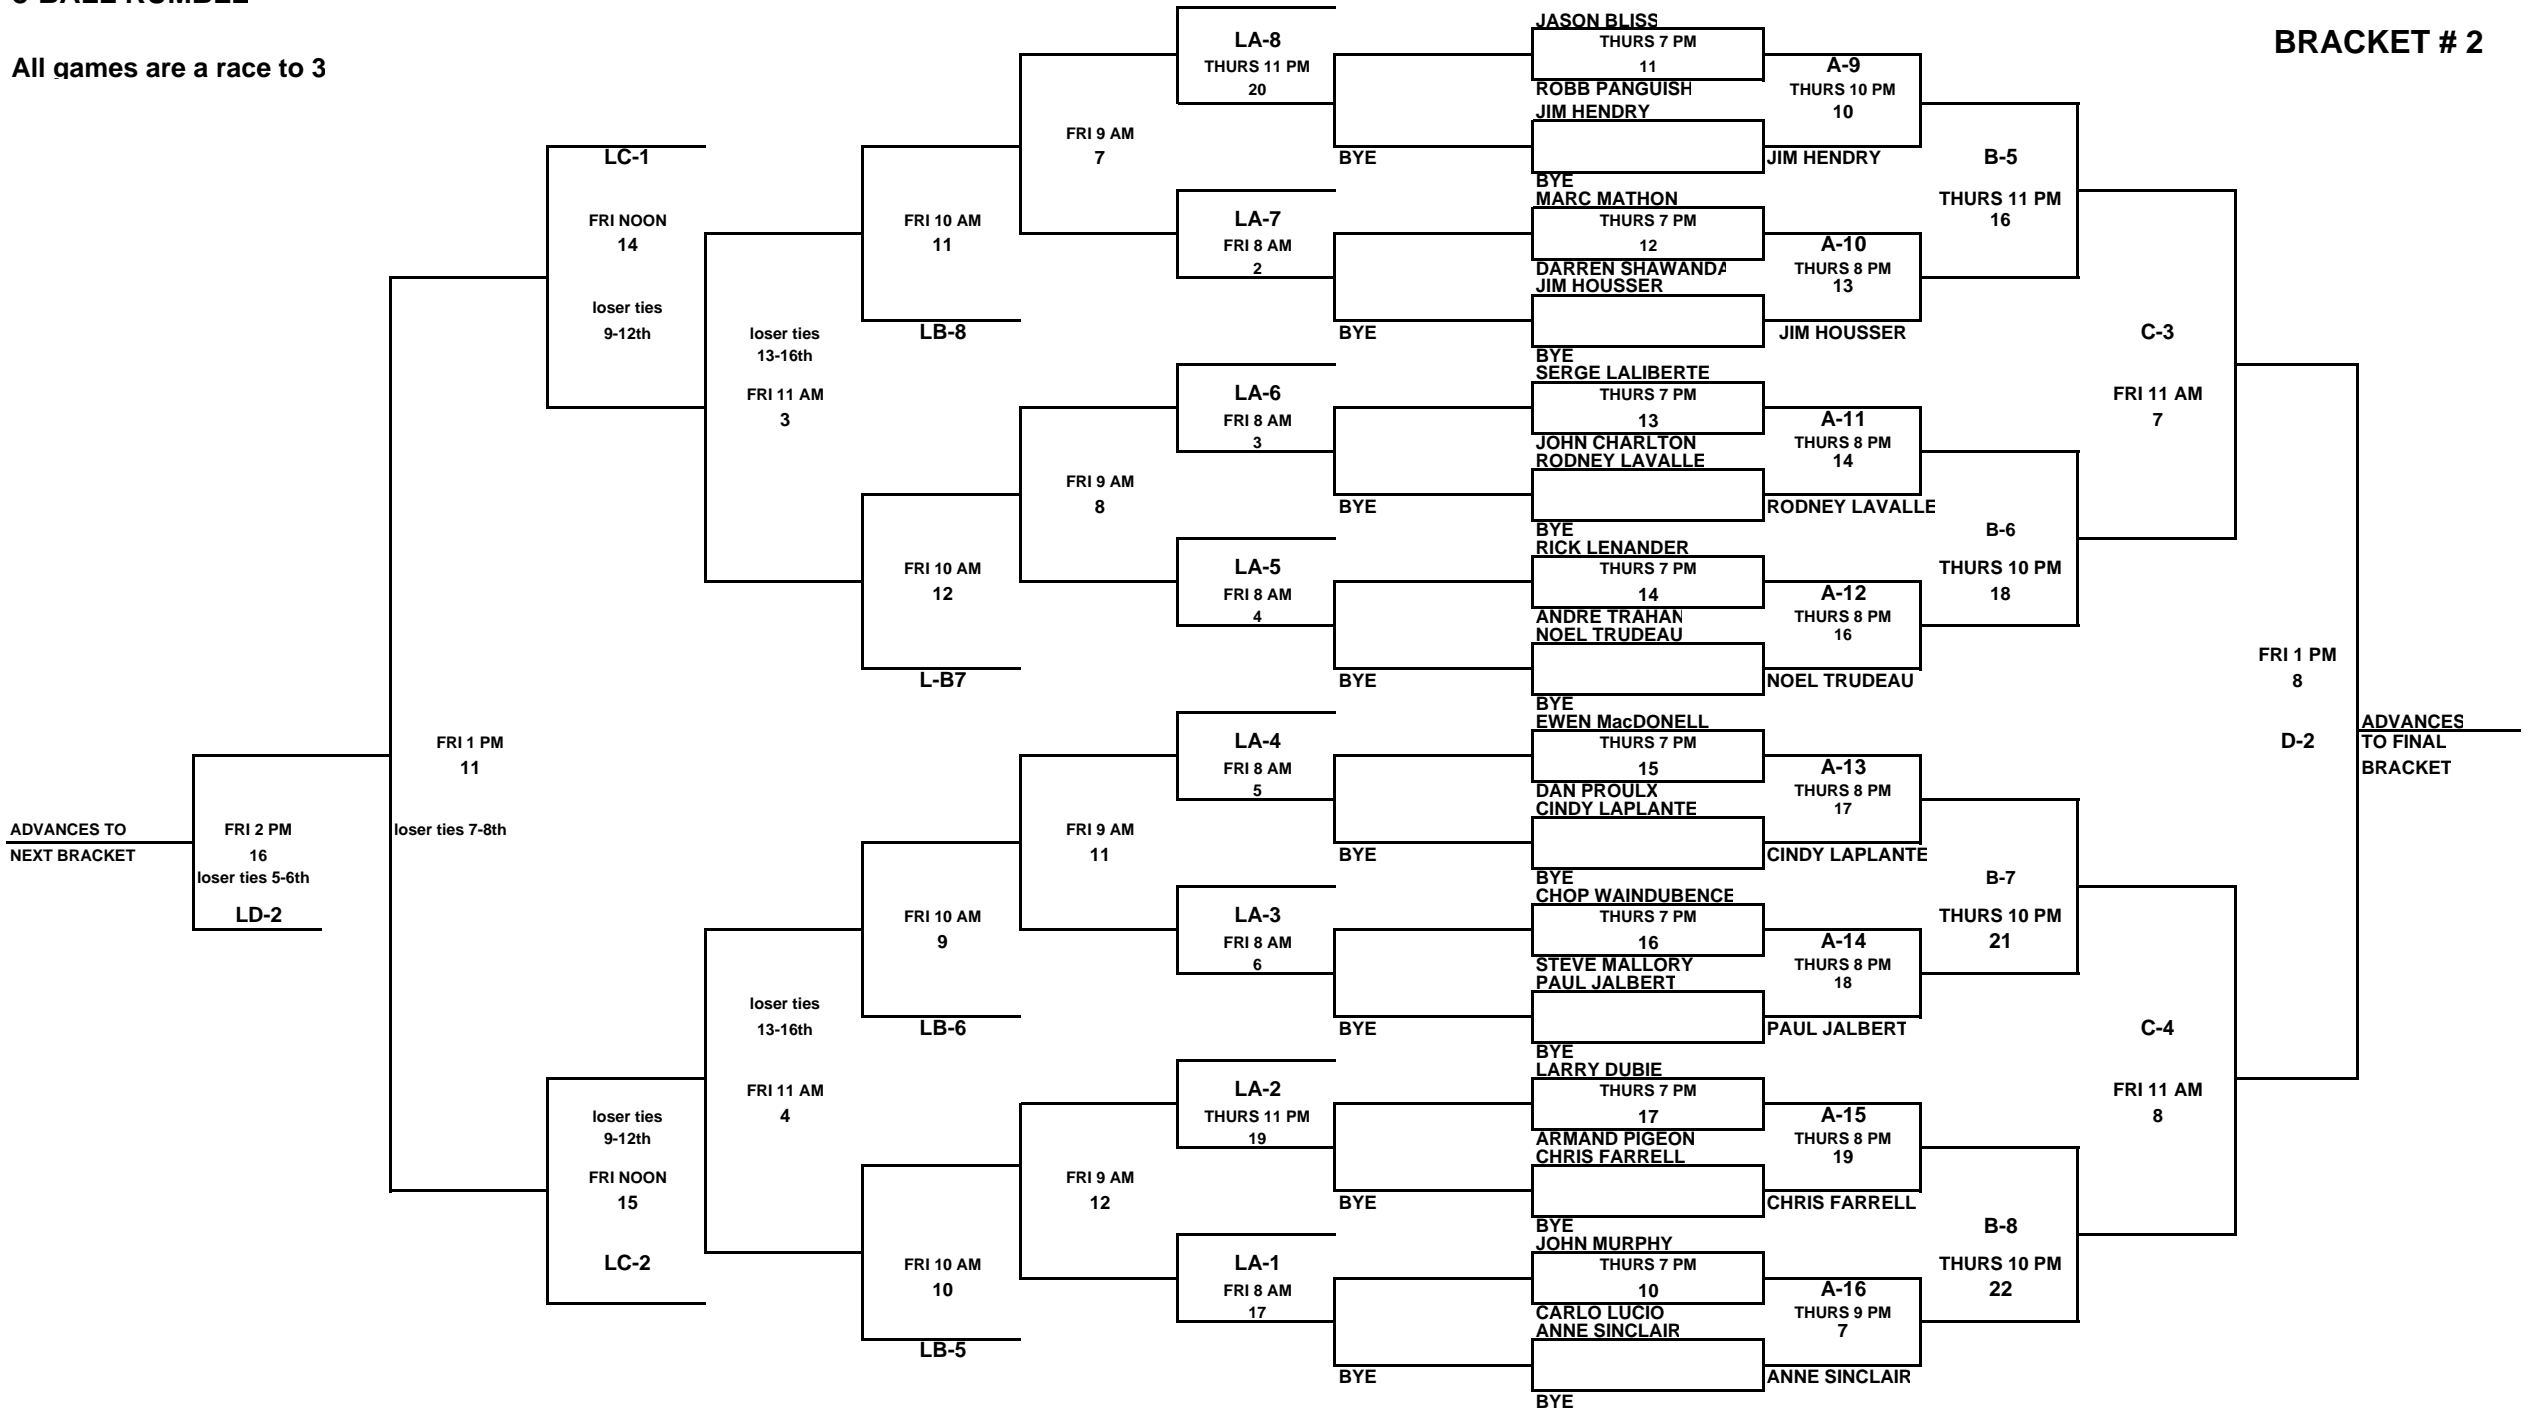 All games are a race to 3
BRACKET # 2
ADVANCES TO
NEXT BRACKET
FRI 2 PM
16
loser ties 5-6th
LD-2
FRI 1 PM
11
loser ties 7-8th
LC-1
FRI NOON
14
loser ties
9-12th
loser ties
9-12th
FRI NOON
15
LC-2
loser ties
13-16th
FRI 11 AM
3
loser ties
13-16th
FRI 11 AM
4
FRI 10 AM
11
LB-8
FRI 10 AM
12
L-B7
FRI 10 AM
9
LB-6
FRI 10 AM
10
LB-5
FRI 9 AM
7
FRI 9 AM
8
FRI 9 AM
11
FRI 9 AM
12
LA-8
THURS 11 PM
20
LA-7
FRI 8 AM
2
LA-6
FRI 8 AM
3
LA-5
FRI 8 AM
4
LA-4
FRI 8 AM
5
LA-3
FRI 8 AM
6
LA-2
THURS 11 PM
19
LA-1
FRI 8 AM
17
BYE
BYE
BYE
BYE
BYE
BYE
BYE
BYE
JASON BLISS
THURS 7 PM
11
ROBB PANGUISH
JIM HENDRY
BYE
MARC MATHON
THURS 7 PM
12
DARREN SHAWANDA
JIM HOUSSER
BYE
SERGE LALIBERTE
THURS 7 PM
13
JOHN CHARLTON
RODNEY LAVALLE
BYE
RICK LENANDER
THURS 7 PM
14
ANDRE TRAHAN
NOEL TRUDEAU
BYE
EWEN MacDONELL
THURS 7 PM
15
DAN PROULX
CINDY LAPLANTE
BYE
CHOP WAINDUBENCE
THURS 7 PM
16
STEVE MALLORY
PAUL JALBERT
BYE
LARRY DUBIE
THURS 7 PM
17
ARMAND PIGEON
CHRIS FARRELL
BYE
JOHN MURPHY
THURS 7 PM
10
CARLO LUCIO
ANNE SINCLAIR
BYE
A-9
THURS 10 PM
10
JIM HENDRY
A-10
THURS 8 PM
13
JIM HOUSSER
A-11
THURS 8 PM
14
RODNEY LAVALLE
A-12
THURS 8 PM
16
NOEL TRUDEAU
A-13
THURS 8 PM
17
CINDY LAPLANTE
A-14
THURS 8 PM
18
PAUL JALBERT
A-15
THURS 8 PM
19
CHRIS FARRELL
A-16
THURS 9 PM
7
ANNE SINCLAIR
B-5
THURS 11 PM
16
B-6
THURS 10 PM
18
B-7
THURS 10 PM
21
B-8
THURS 10 PM
22
C-3
FRI 11 AM
7
C-4
FRI 11 AM
8
FRI 1 PM
8
D-2
ADVANCES
TO FINAL
BRACKET